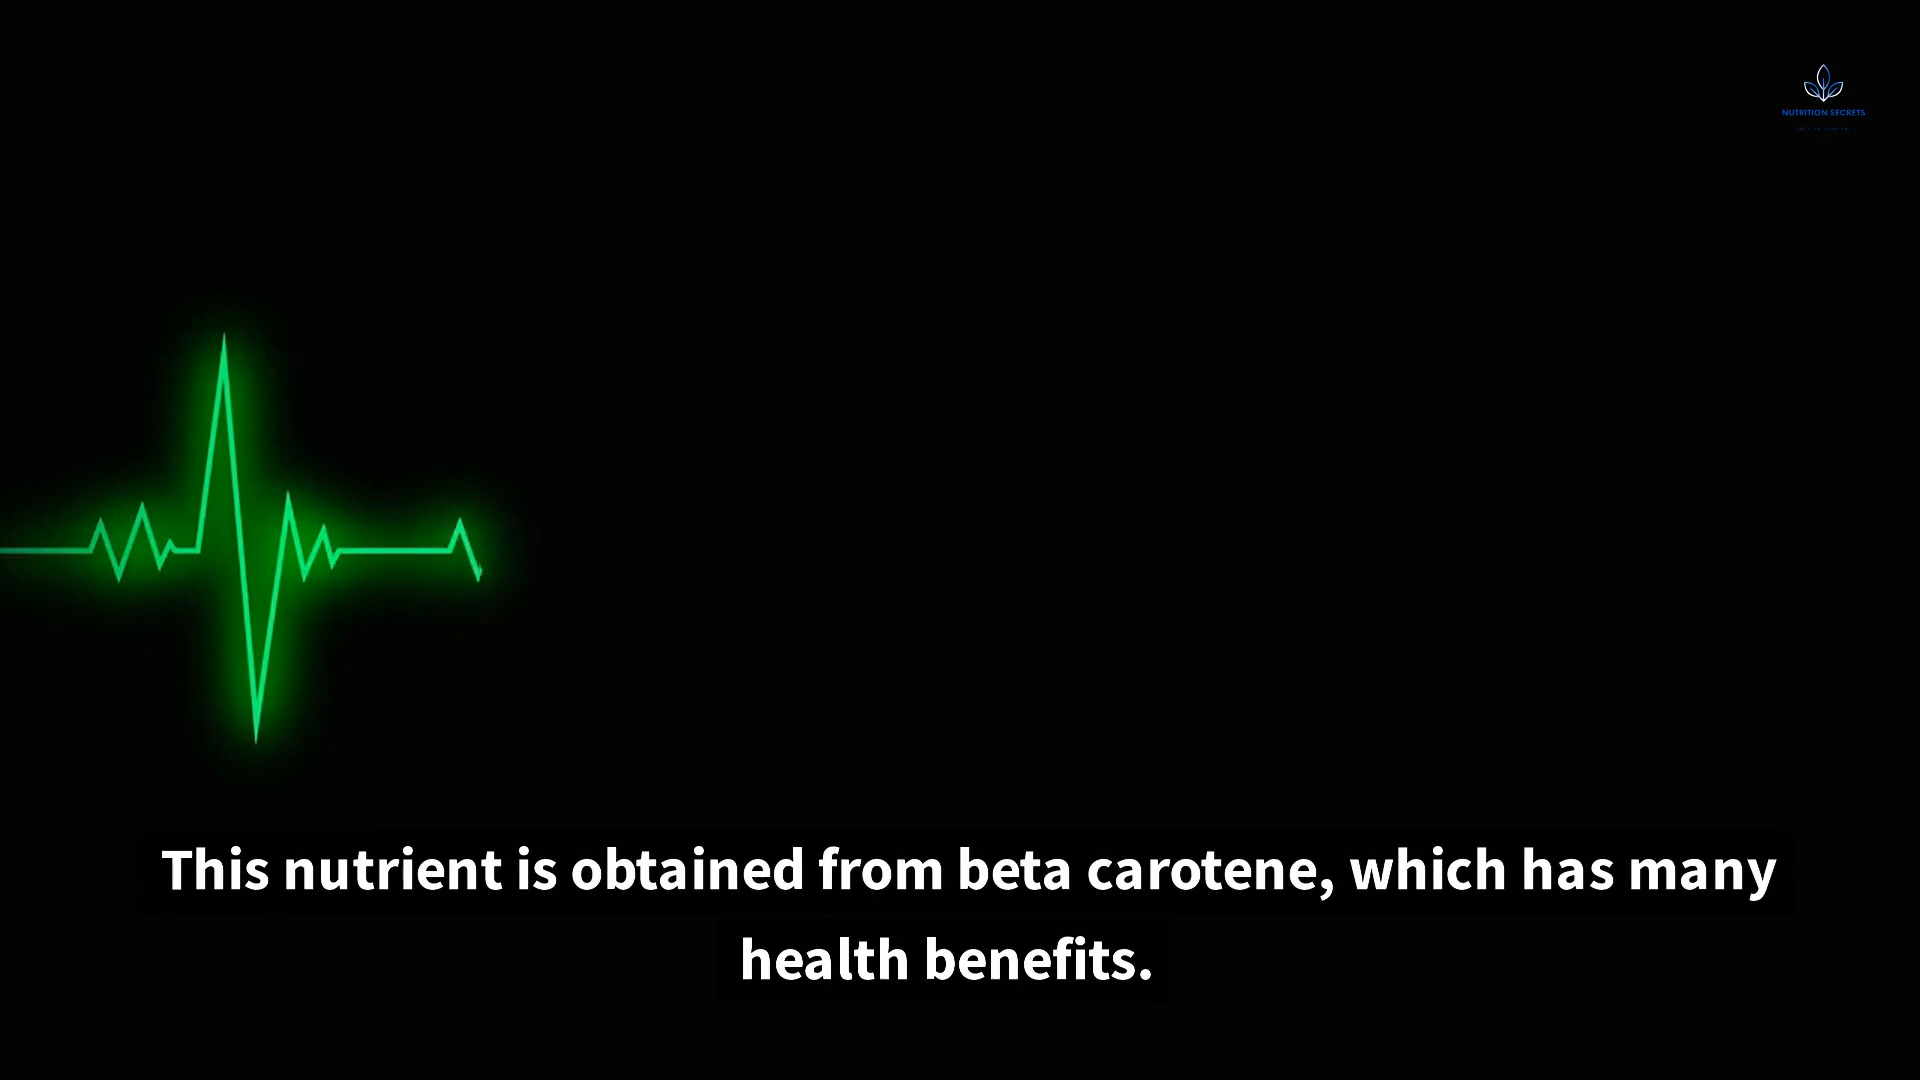 NUTRITION SECRETS
This nutrient is obtained from beta carotene, which has many
health benefits.